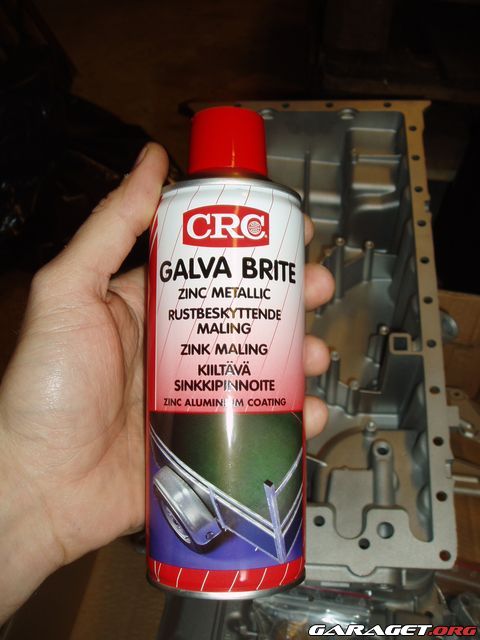 CRC
GALVA BRITE
ZINC METALLIC
RUSTBESKYTTENDE
MALING
ZINK MALING
KIILTÄVÄ
SINKKIPINNOITE
ZINC ALUMINIUM COATING
GARAGET.ORG